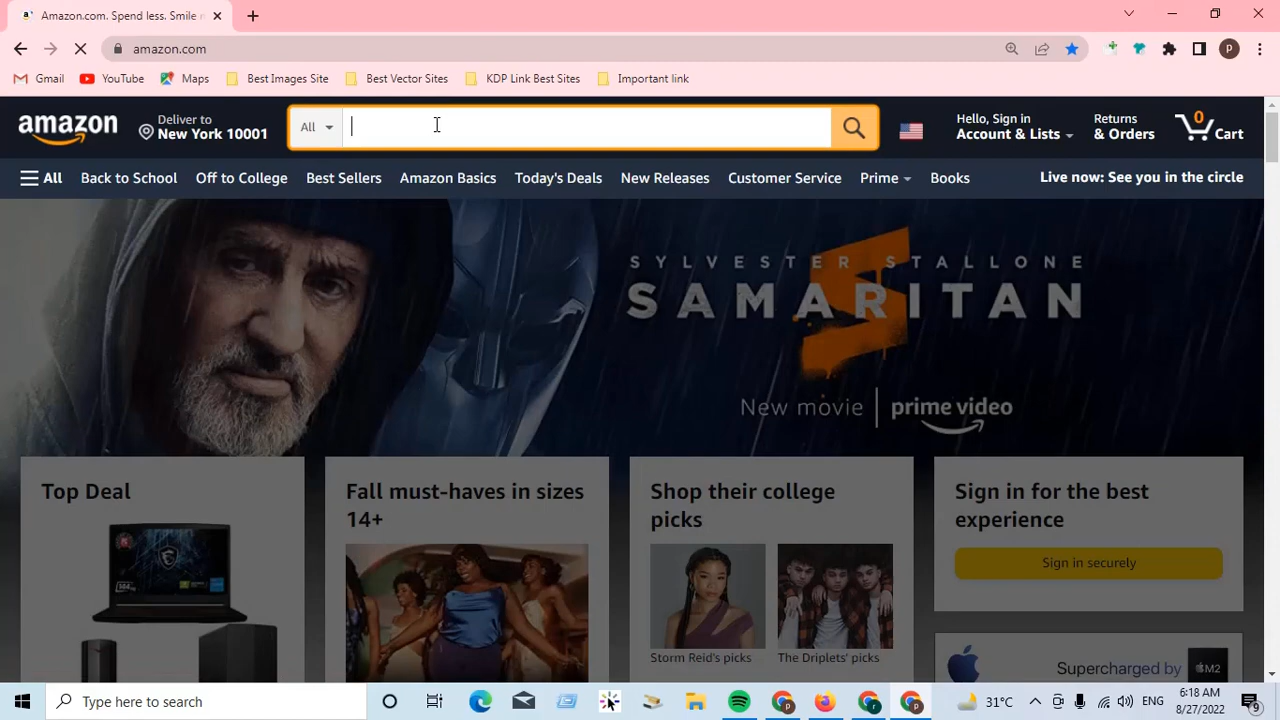 Amazon.com. Spend less. Smile
amazon.com
Gmail YouTube Maps Best Images Site Best Vector Sites KDP Link Best Sites Important link
amazon
Deliver to
New York 10001
All
Hello, Sign in
Account & Lists
Returns
& Orders
0
Cart
All Back to School Off to College Best Sellers Amazon Basics Today's Deals New Releases Customer Service Prime Books Live now: See you in the circle
SYLVESTER STALLONE
SAMARITAN
New movie prime video
Top Deal
Fall must-haves in sizes
14+
Shop their college
picks
Storm Reid's picks The Driplets' picks
Sign in for the best
experience
Sign in securely
Supercharged by M2
Type here to search
31°C ENG
6:18 AM
8/27/2022
9